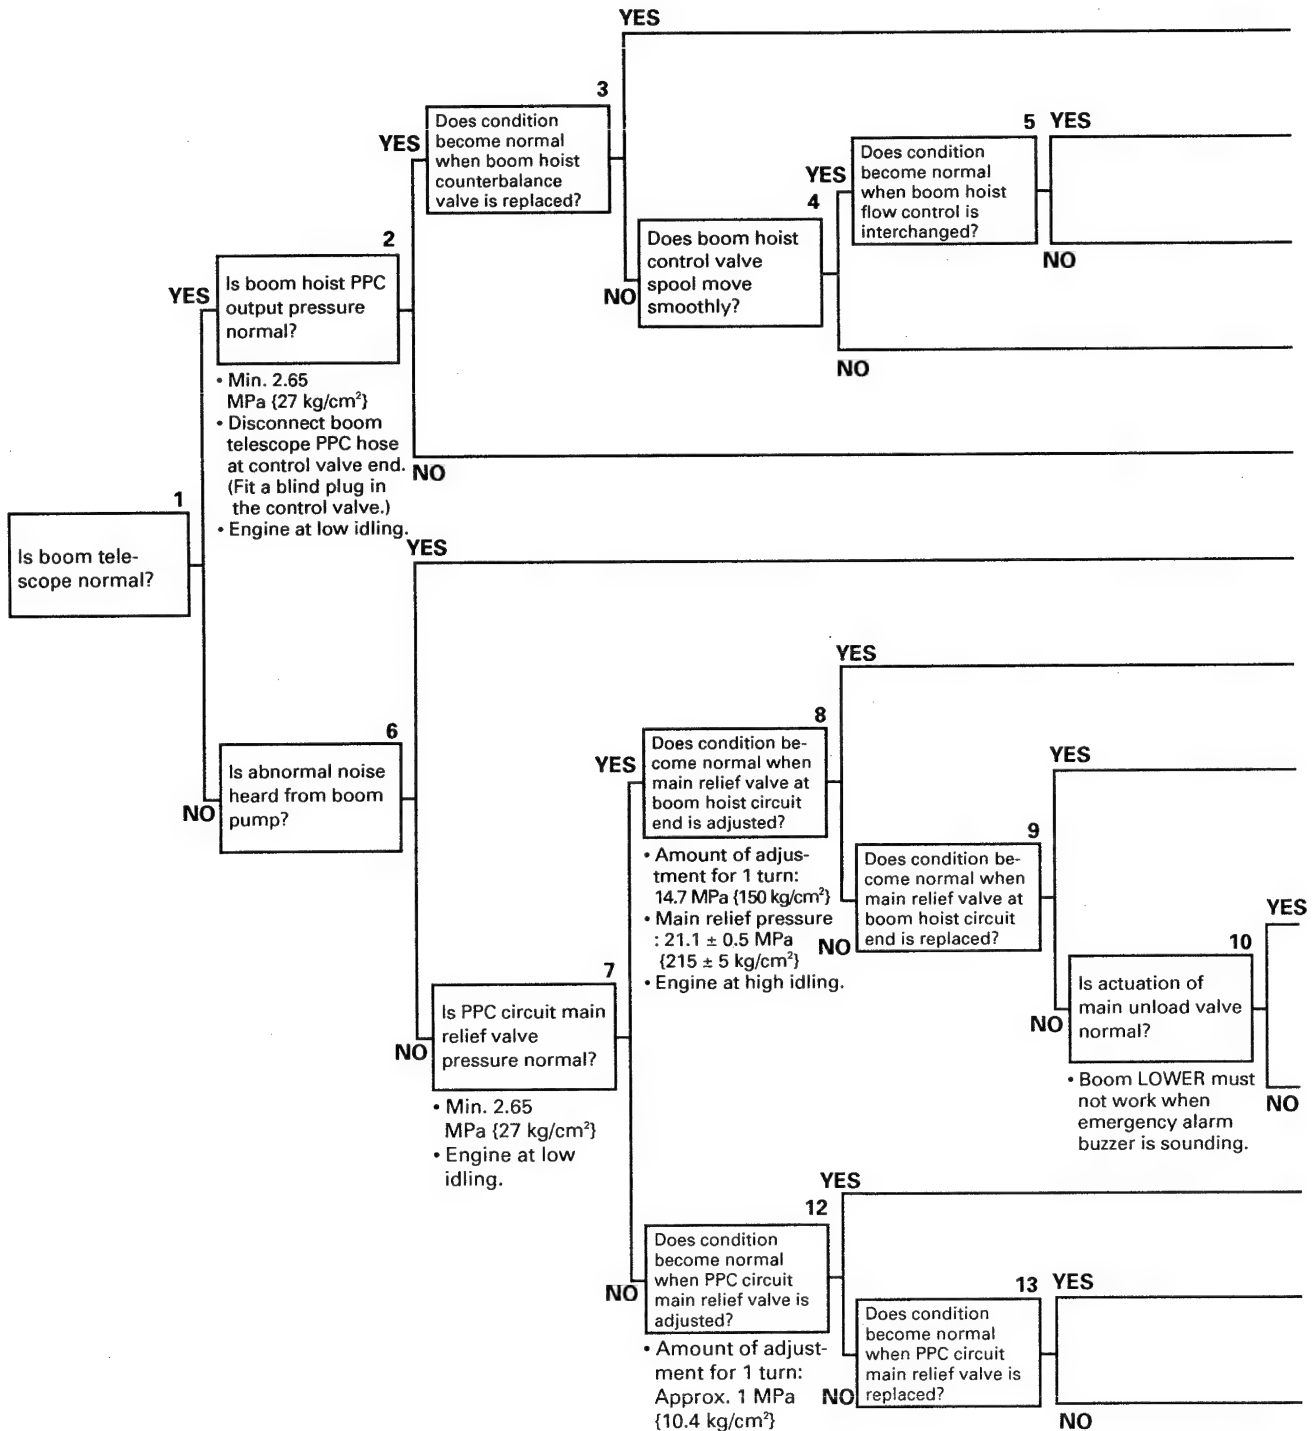 YES
3
Does condition
become normal
when boom hoist
counterbalance
valve is replaced?
YES
5 YES
Does condition
become normal
when boom hoist
flow control is
interchanged?
YES
4
NO
2
Does boom hoist
control valve
spool move
smoothly?
NO
NO
Is boom hoist PPC
output pressure
normal?
YES
• Min. 2.65
MPa {27 kg/cm²}
• Disconnect boom
telescope PPC hose
at control valve end.
(Fit a blind plug in
the control valve.)
• Engine at low idling.
NO
1
Is boom tele-
scope normal?
YES
6
Is abnormal noise
heard from boom
pump?
NO
YES
8
Does condition be-
come normal when
main relief valve at
boom hoist circuit
end is adjusted?
YES
• Amount of adjus-
tment for 1 turn:
14.7 MPa {150 kg/cm²}
• Main relief pressure
: 21.1 ± 0.5 MPa
{215 ± 5 kg/cm²}
• Engine at high idling.
NO
YES
9
Does condition be-
come normal when
main relief valve at
boom hoist circuit
end is replaced?
YES
10
Is actuation of
main unload valve
normal?
NO
• Boom LOWER must
not work when
emergency alarm
buzzer is sounding.
NO
7
Is PPC circuit main
relief valve
pressure normal?
NO
• Min. 2.65
MPa {27 kg/cm²}
• Engine at low
idling.
YES
12
Does condition
become normal
when PPC circuit
main relief valve is
adjusted?
NO
• Amount of adjust-
ment for 1 turn:
Approx. 1 MPa
{10.4 kg/cm²}
13 YES
Does condition
become normal
when PPC circuit
main relief valve is
replaced?
NO
NO